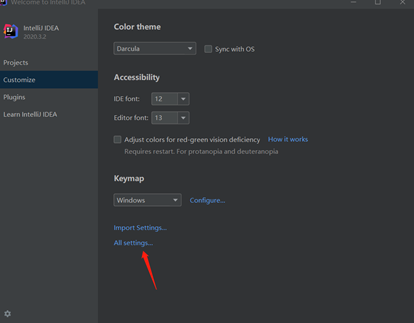 Welcome to IntelliJ IDEA
IntelliJ IDEA
2020.3.2
Projects
Customize
Plugins
Learn IntelliJ IDEA
Color theme
Darcula
Sync with OS
Accessibility
IDE font: 12
Editor font: 13
Adjust colors for red-green vision deficiency How it works
Requires restart. For protanopia and deuteranopia
Keymap
Windows Configure...
Import Settings...
All settings...